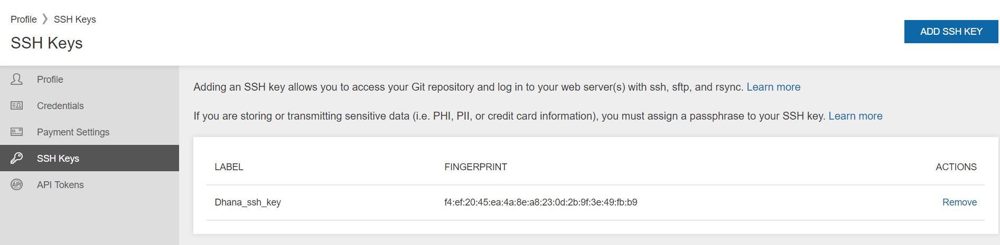 Profile ❯ SSH Keys
SSH Keys
ADD SSH KEY
Profile
Credentials
Payment Settings
SSH Keys
API API Tokens
Adding an SSH key allows you to access your Git repository and log in to your web server(s) with ssh, sftp, and rsync. Learn more
If you are storing or transmitting sensitive data (i.e. PHI, PII, or credit card information), you must assign a passphrase to your SSH key. Learn more
LABEL FINGERPRINT ACTIONS
Dhana_ssh_key f4:ef:20:45:ea:4a:8e:a8:23:0d:2b:9f:3e:49:fb:b9 Remove